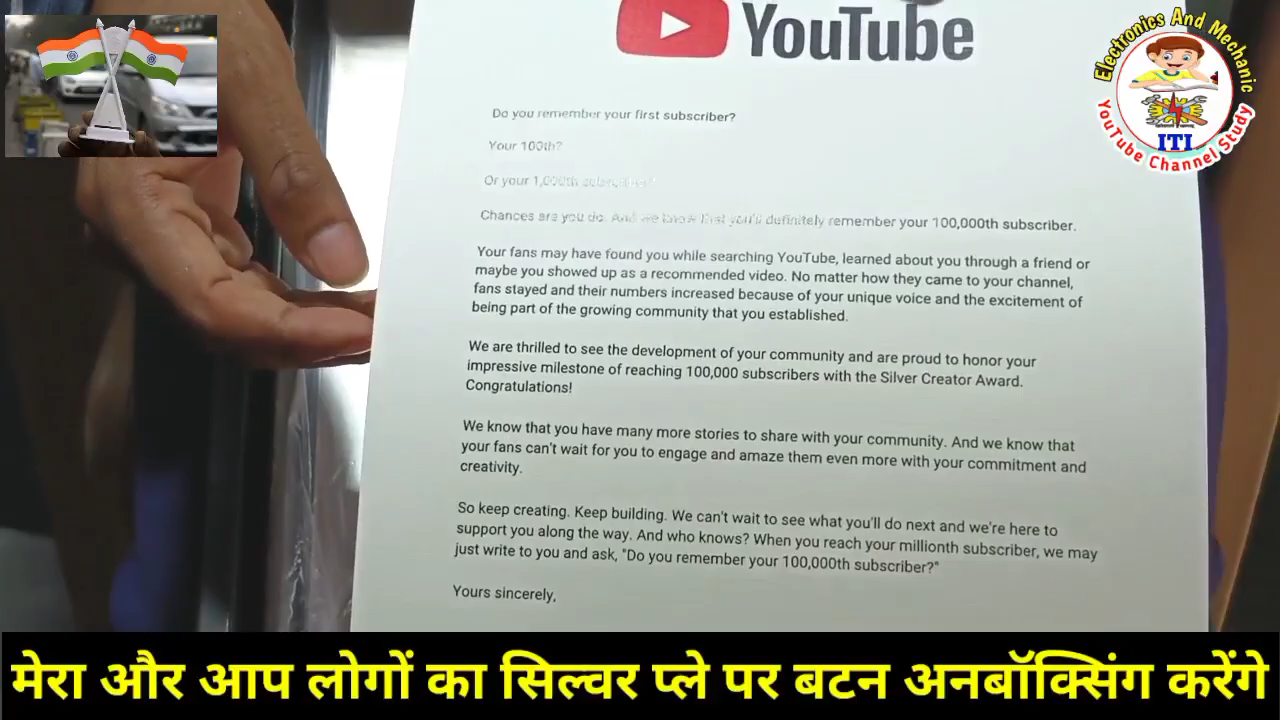 YouTube
Electronics And Mechanic
ITI
YouTube Channel Study
Do you remember your first subscriber?
Your 100th?
Or your 1,000th subscriber?
Chances are you do. And we know that you'll definitely remember your 100,000th subscriber.
Your fans may have found you while searching YouTube, learned about you through a friend or
maybe you showed up as a recommended video. No matter how they came to your channel,
fans stayed and their numbers increased because of your unique voice and the excitement of
being part of the growing community that you established.
We are thrilled to see the development of your community and are proud to honor your
impressive milestone of reaching 100,000 subscribers with the Silver Creator Award.
Congratulations!
We know that you have many more stories to share with your community. And we know that
your fans can't wait for you to engage and amaze them even more with your commitment and
creativity.
So keep creating. Keep building. We can't wait to see what you'll do next and we're here to
support you along the way. And who knows? When you reach your millionth subscriber, we may
just write to you and ask, "Do you remember your 100,000th subscriber?"
Yours sincerely,
मेरा और आप लोगों का सिल्वर प्ले पर बटन अनबॉक्सिंग करेंगे